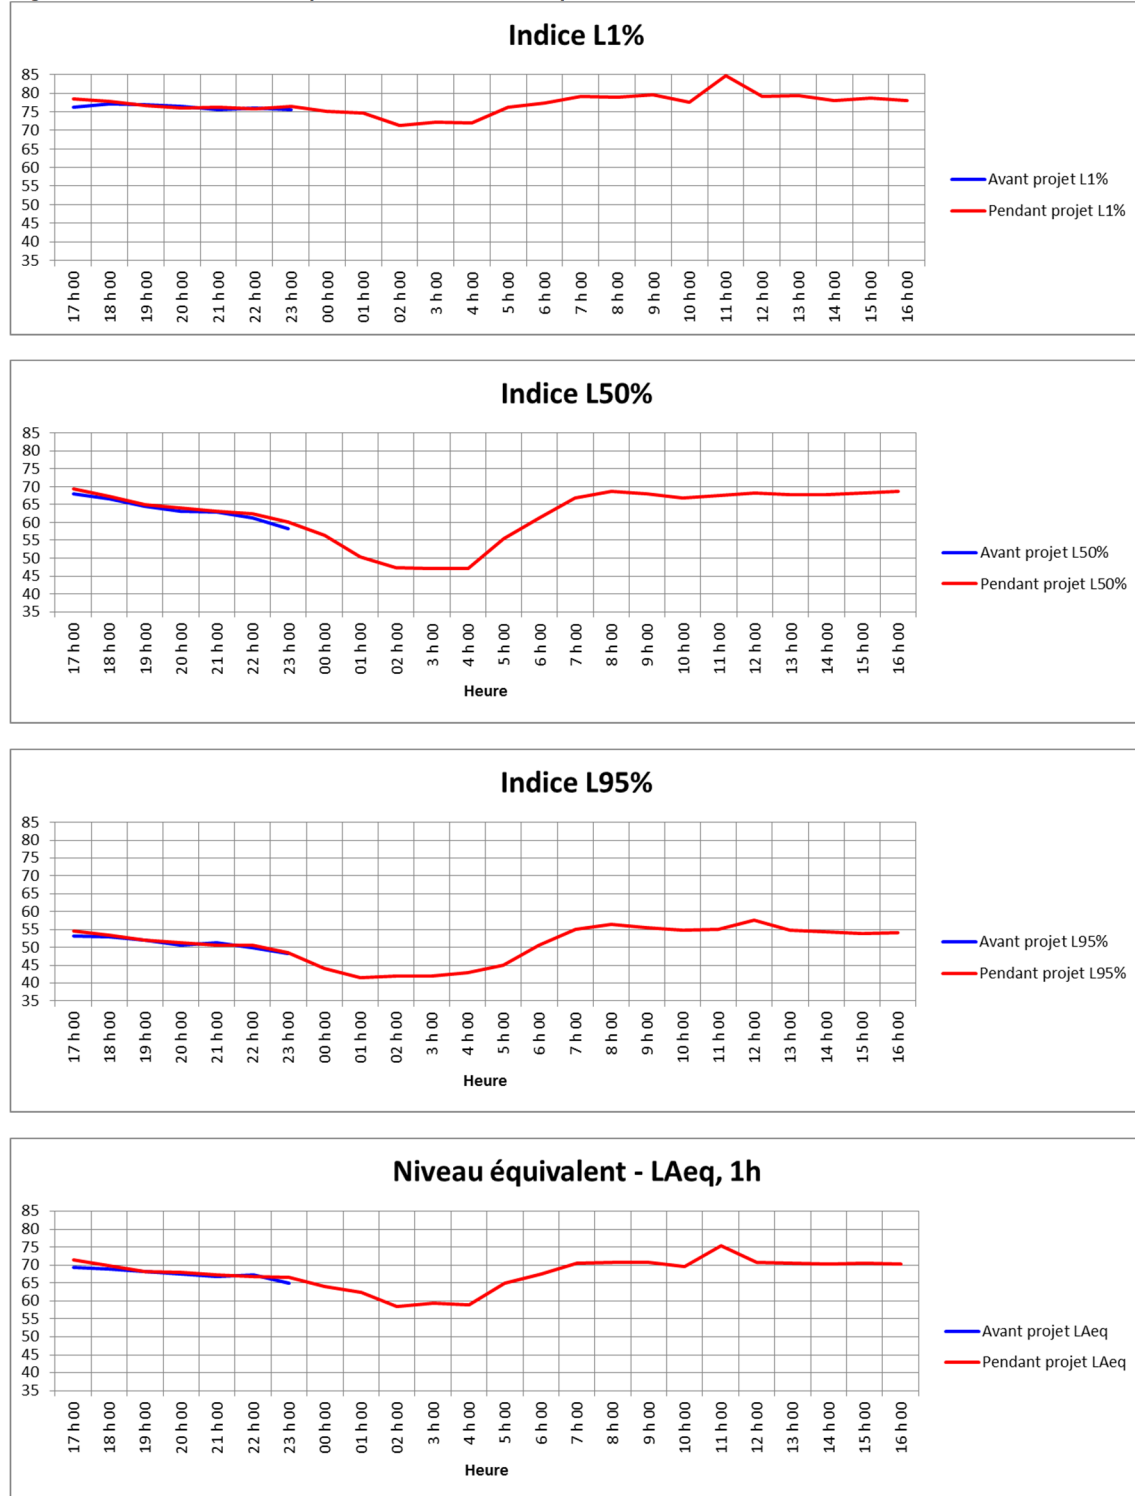 Indice L1%
85
80
75
70
65
60
55
50
45
40
35
17 h 00
18 h 00
19 h 00
20 h 00
21 h 00
22 h 00
23 h 00
00 h 00
01 h 00
02 h 00
3 h 00
4 h 00
5 h 00
6 h 00
7 h 00
8 h 00
9 h 00
10 h 00
11 h 00
12 h 00
13 h 00
14 h 00
15 h 00
16 h 00
Avant projet L1%
Pendant projet L1%
Indice L50%
85
80
75
70
65
60
55
50
45
40
35
17 h 00
18 h 00
19 h 00
20 h 00
21 h 00
22 h 00
23 h 00
00 h 00
01 h 00
02 h 00
3 h 00
4 h 00
5 h 00
6 h 00
7 h 00
8 h 00
9 h 00
10 h 00
11 h 00
12 h 00
13 h 00
14 h 00
15 h 00
16 h 00
Heure
Avant projet L50%
Pendant projet L50%
Indice L95%
85
80
75
70
65
60
55
50
45
40
35
17 h 00
18 h 00
19 h 00
20 h 00
21 h 00
22 h 00
23 h 00
00 h 00
01 h 00
02 h 00
3 h 00
4 h 00
5 h 00
6 h 00
7 h 00
8 h 00
9 h 00
10 h 00
11 h 00
12 h 00
13 h 00
14 h 00
15 h 00
16 h 00
Heure
Avant projet L95%
Pendant projet L95%
Niveau équivalent - LAeq, 1h
85
80
75
70
65
60
55
50
45
40
35
17 h 00
18 h 00
19 h 00
20 h 00
21 h 00
22 h 00
23 h 00
00 h 00
01 h 00
02 h 00
3 h 00
4 h 00
5 h 00
6 h 00
7 h 00
8 h 00
9 h 00
10 h 00
11 h 00
12 h 00
13 h 00
14 h 00
15 h 00
16 h 00
Heure
Avant projet LAeq
Pendant projet LAeq